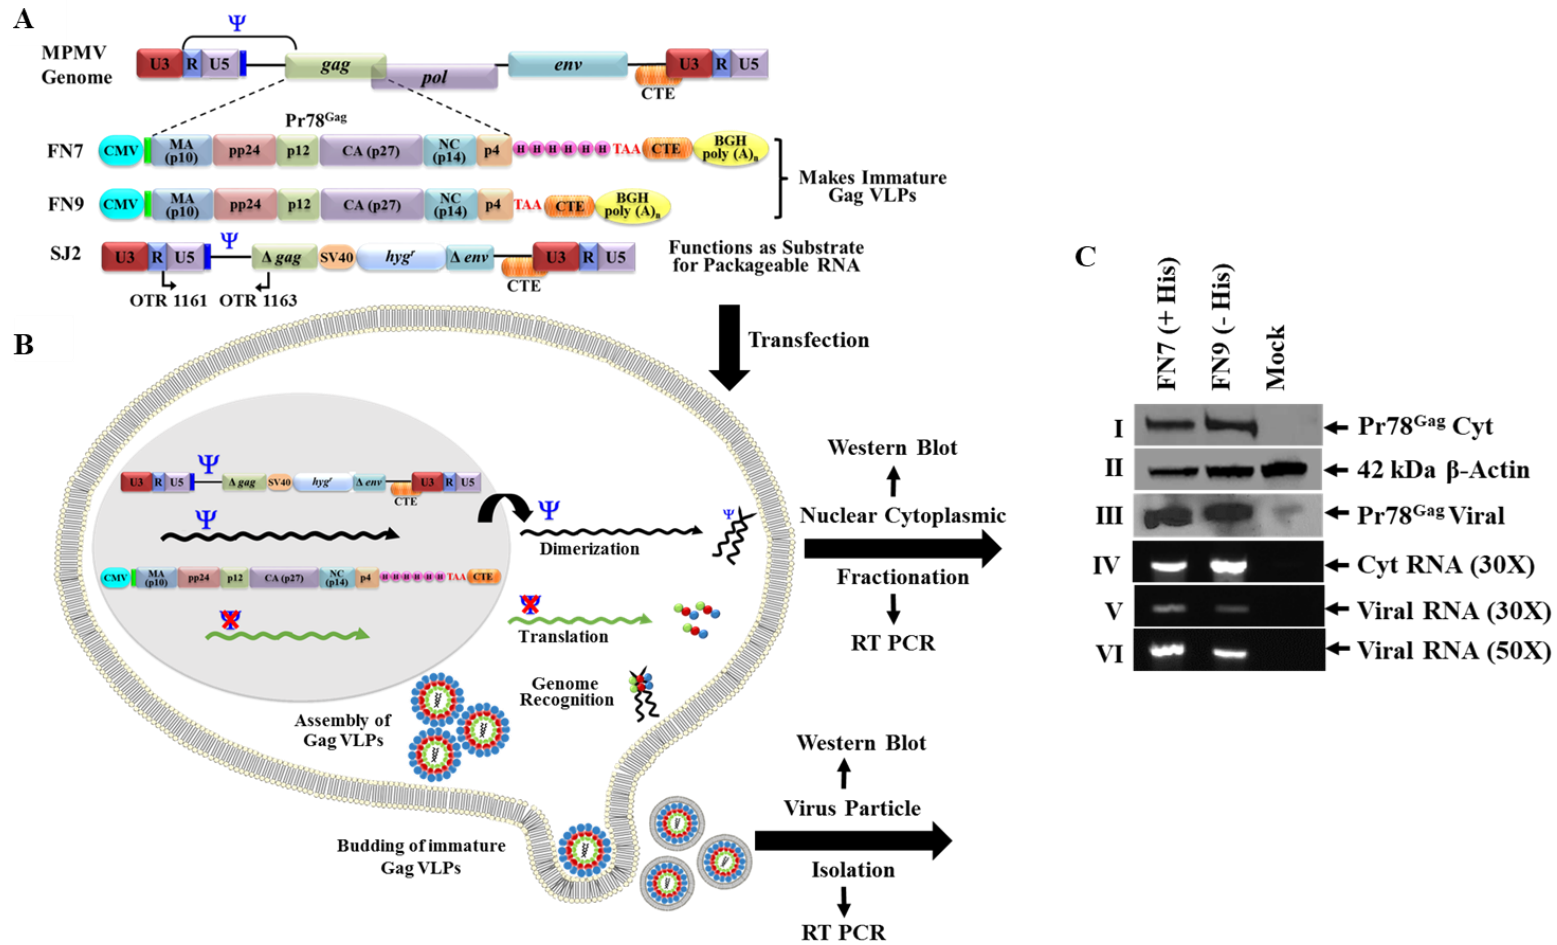 A
Ψ
MPMV
Genome
U3 R U5 gag pol env U3 R U5
CTE
Pr78Gag
FN7 CMV MA (p10) pp24 p12 CA (p27) NC (p14) p4 H H H H H H TAA CTE BGH poly (A)n
FN9 CMV MA (p10) pp24 p12 CA (p27) NC (p14) p4 TAA CTE BGH poly (A)n
Makes Immature
Gag VLPs
Ψ
SJ2 U3 R U5 Δ gag SV40 hygr Δ env U3 R U5
CTE
OTR 1161 OTR 1163
Functions as Substrate
for Packageable RNA
Transfection
B
Ψ
U3 R U5 Δ gag SV40 hygr Δ env U3 R U5
CTE
Ψ
Ψ
Dimerization
Ψ
CMV MA (p10) pp24 p12 CA (p27) NC (p14) p4 H H H H H H TAA CTE
Ψ
Ψ
Translation
Genome
Recognition
Assembly of
Gag VLPs
Budding of immature
Gag VLPs
Western Blot
Nuclear Cytoplasmic
Fractionation
RT PCR
Western Blot
Virus Particle
Isolation
RT PCR
C
FN7 (+ His)
FN9 (- His)
Mock
I Pr78Gag Cyt
II 42 kDa β-Actin
III Pr78Gag Viral
IV Cyt RNA (30X)
V Viral RNA (30X)
VI Viral RNA (50X)